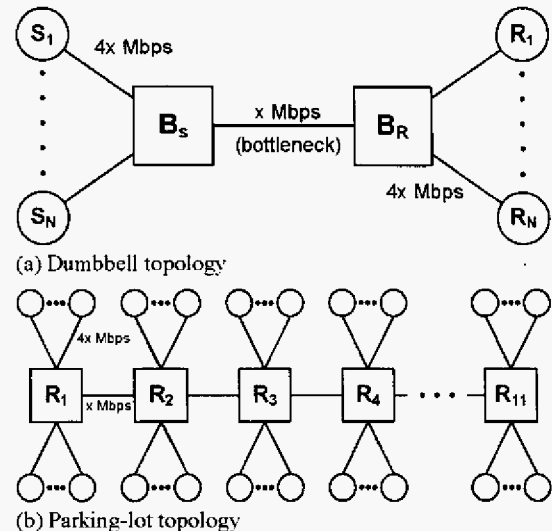 S1 R1
4x Mbps
x Mbps
Bs BR
(bottleneck)
4x Mbps
SN RN
(a) Dumbbell topology
4x Mbps
R1 R2 R3 R4 R11
x Mbps
(b) Parking-lot topology